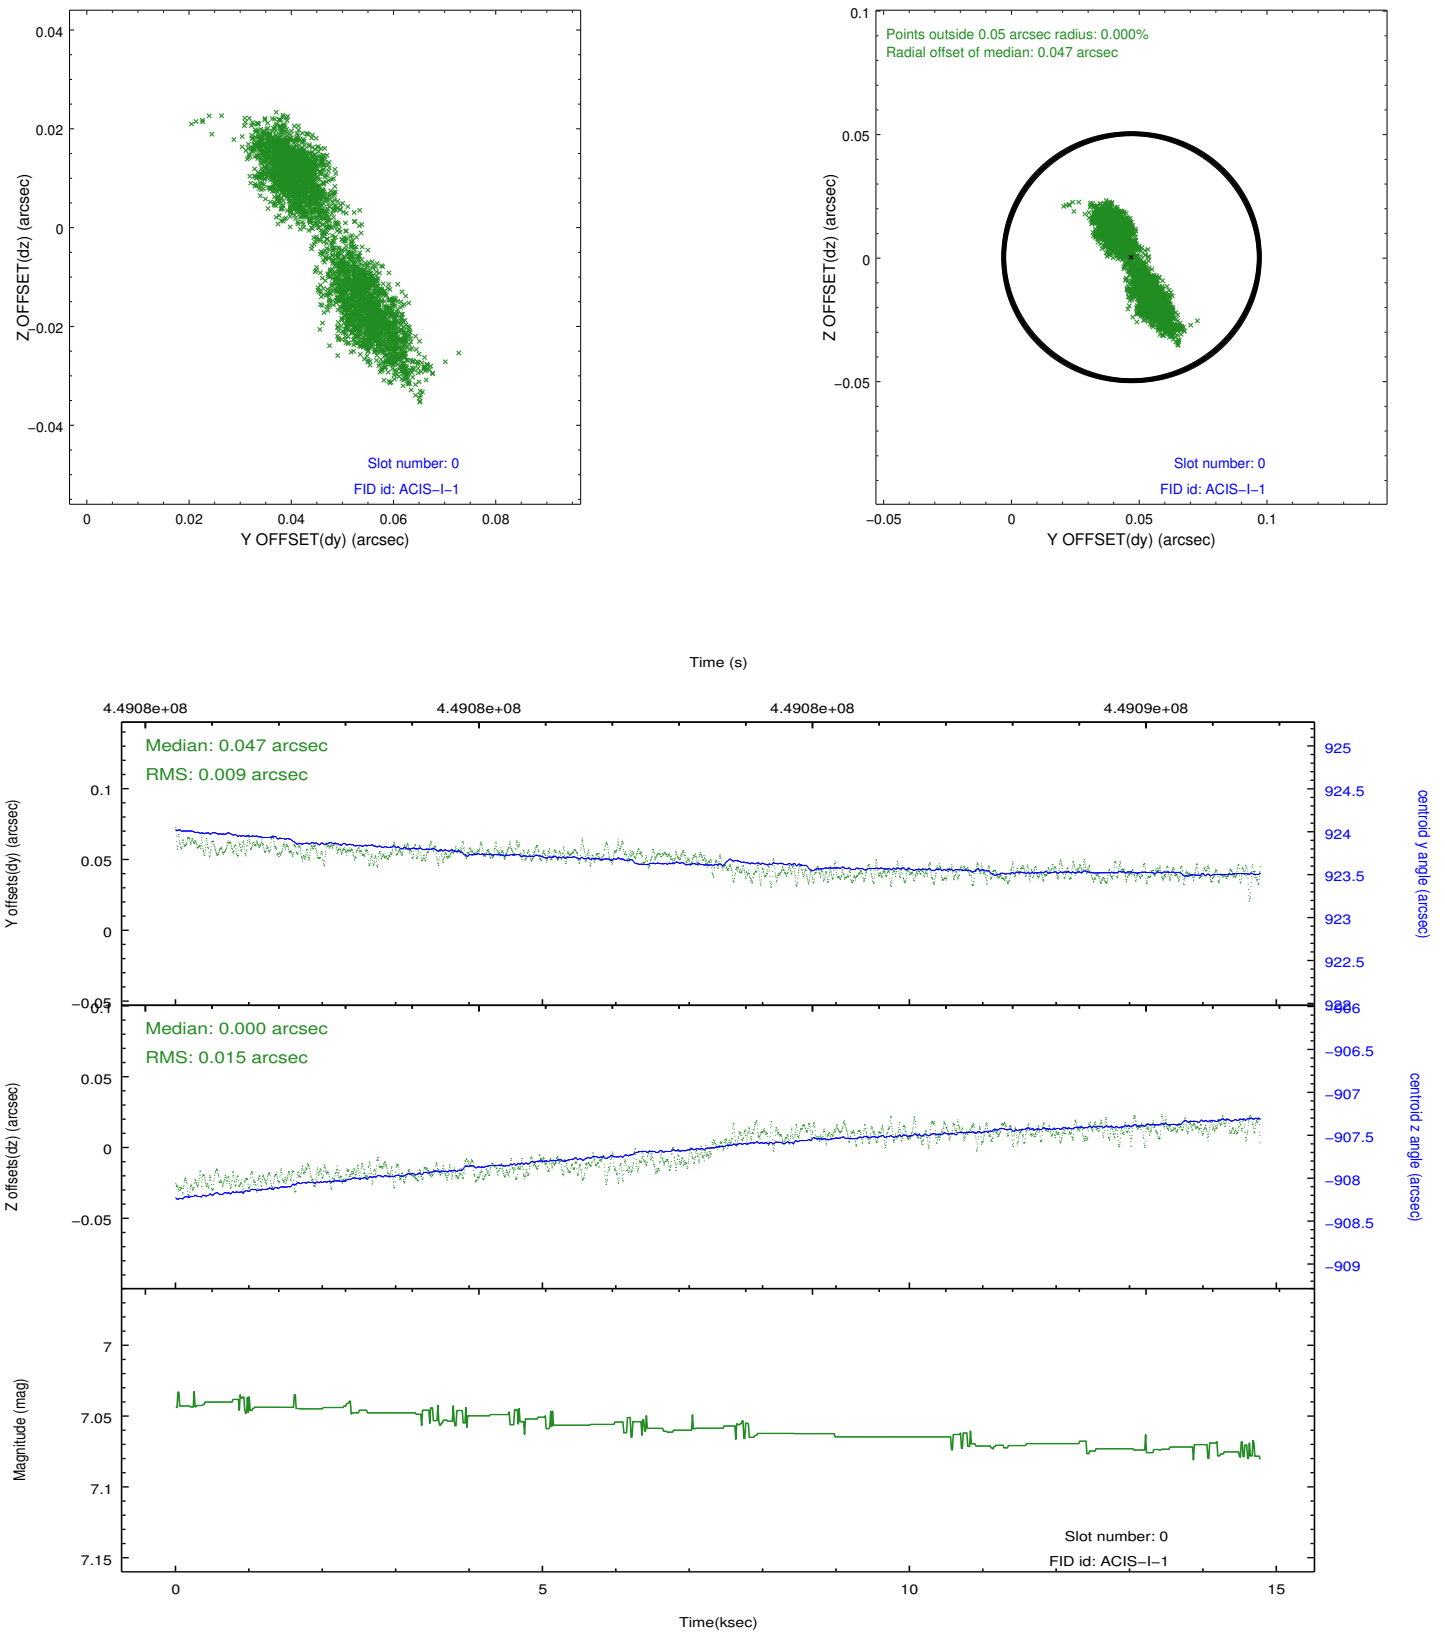 0.04
0.02
0
−0.02
−0.04
Z OFFSET(dz) (arcsec)
Slot number: 0
FID id: ACIS−I−1
0 0.02 0.04 0.06 0.08
Y OFFSET(dy) (arcsec)
Points outside 0.05 arcsec radius: 0.000%
Radial offset of median: 0.047 arcsec
0.1
0.05
0
−0.05
Z OFFSET(dz) (arcsec)
Slot number: 0
FID id: ACIS−I−1
−0.05 0 0.05 0.1
Y OFFSET(dy) (arcsec)
Time (s)
4.4908e+08 4.4908e+08 4.4908e+08 4.4909e+08
Median: 0.047 arcsec
RMS: 0.009 arcsec
0.1
0.05
0
−0.05
Y offsets(dy) (arcsec)
925
924.5
924
923.5
923
922.5
922
centroid y angle (arcsec)
Median: 0.000 arcsec
RMS: 0.015 arcsec
0.1
0.05
0
−0.05
Z offsets(dz) (arcsec)
−906
−906.5
−907
−907.5
−908
−908.5
−909
centroid z angle (arcsec)
7
7.05
7.1
7.15
Magnitude (mag)
Slot number: 0
FID id: ACIS−I−1
0 5 10 15
Time(ksec)